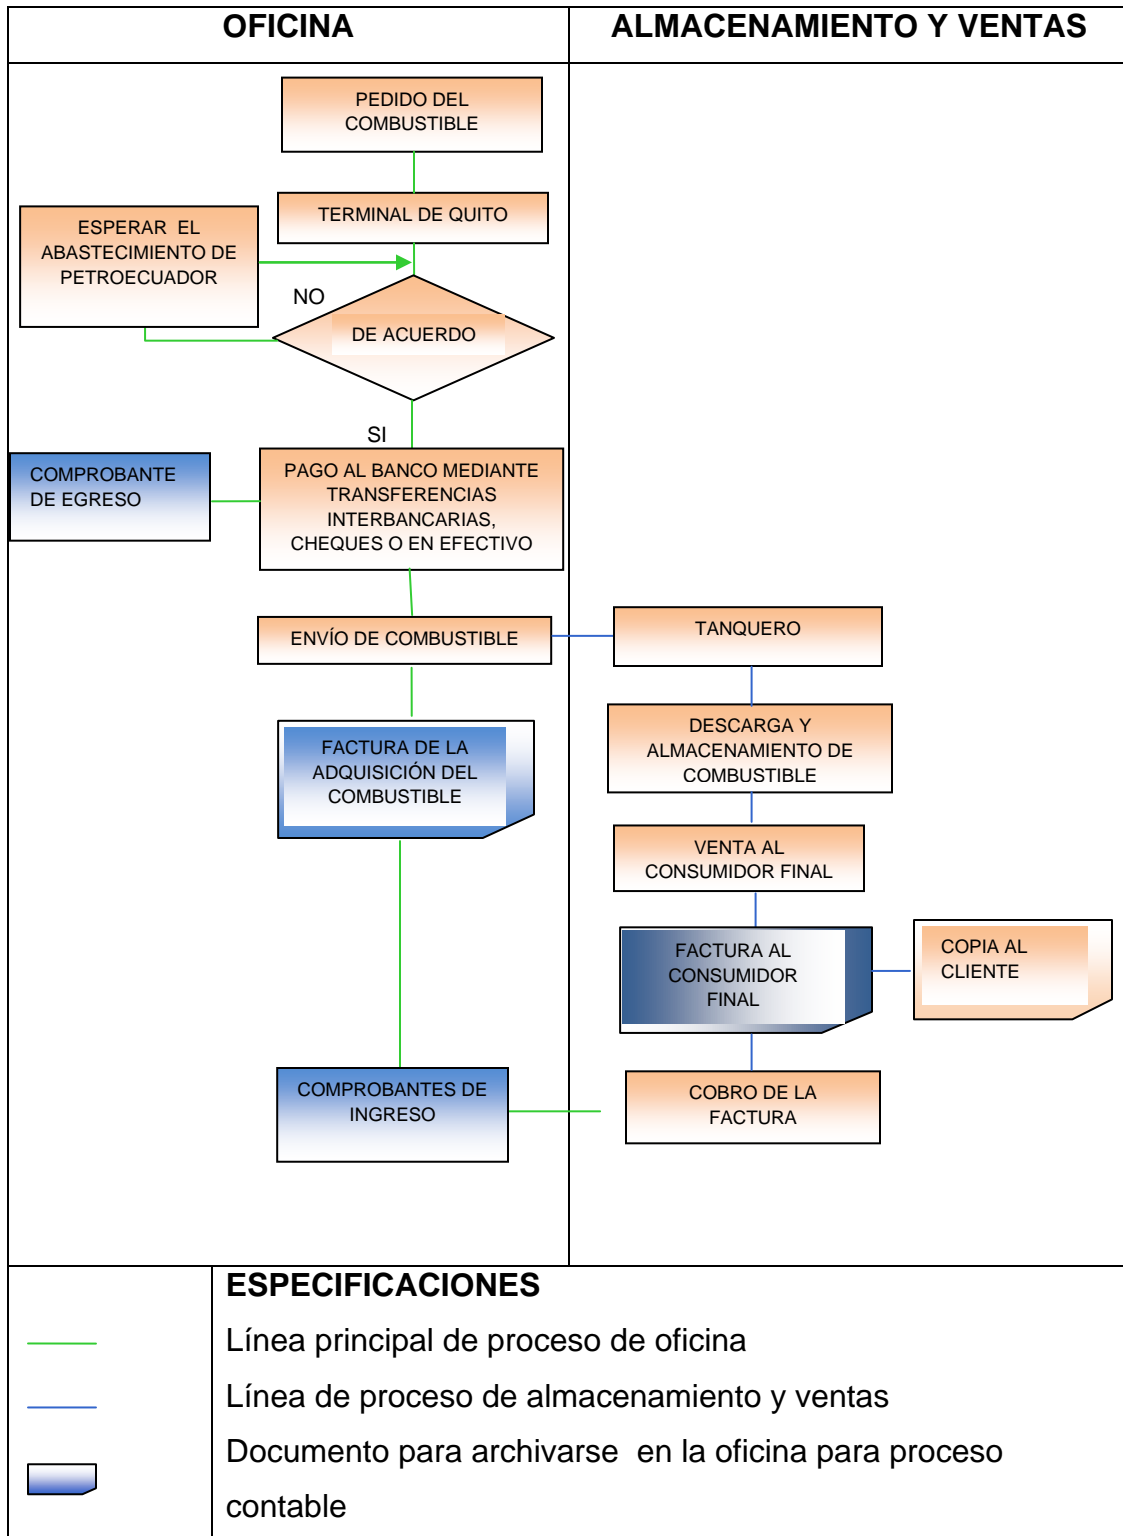 OFICINA
ALMACENAMIENTO Y VENTAS
PEDIDO DEL
COMBUSTIBLE
TERMINAL DE QUITO
ESPERAR EL
ABASTECIMIENTO DE
PETROECUADOR
NO
DE ACUERDO
SI
COMPROBANTE
DE EGRESO
PAGO AL BANCO MEDIANTE
TRANSFERENCIAS
INTERBANCARIAS,
CHEQUES O EN EFECTIVO
ENVÍO DE COMBUSTIBLE
TANQUERO
FACTURA DE LA
ADQUISICIÓN DEL
COMBUSTIBLE
DESCARGA Y
ALMACENAMIENTO DE
COMBUSTIBLE
VENTA AL
CONSUMIDOR FINAL
FACTURA AL
CONSUMIDOR
FINAL
COPIA AL
CLIENTE
COMPROBANTES DE
INGRESO
COBRO DE LA
FACTURA
ESPECIFICACIONES
Línea principal de proceso de oficina
Línea de proceso de almacenamiento y ventas
Documento para archivarse en la oficina para proceso
contable